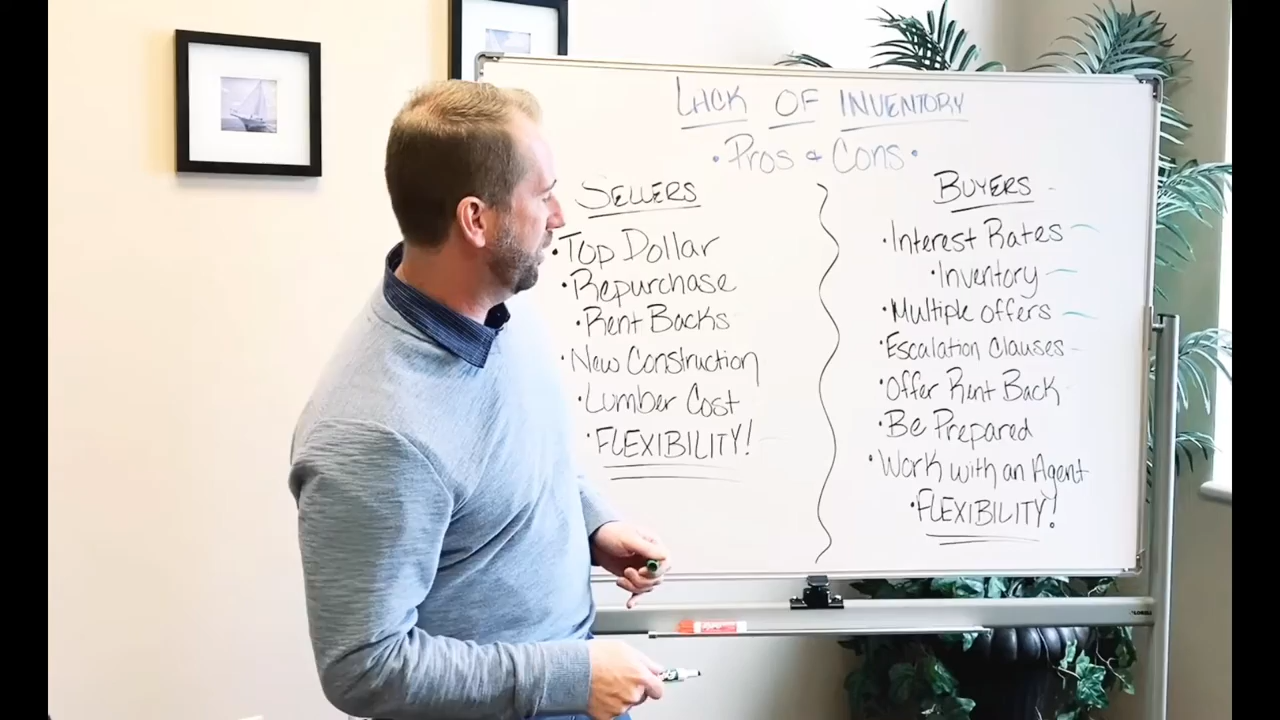 LACK OF INVENTORY
• Pros & Cons •
SELLERS
• Top Dollar
• Repurchase
• Rent Backs
• New Construction
• Lumber Cost
• FLEXIBILITY!
BUYERS
• Interest Rates
• Inventory
• Multiple offers
• Escalation Clauses
• Offer Rent Back
• Be Prepared
• Work with an Agent
• FLEXIBILITY!